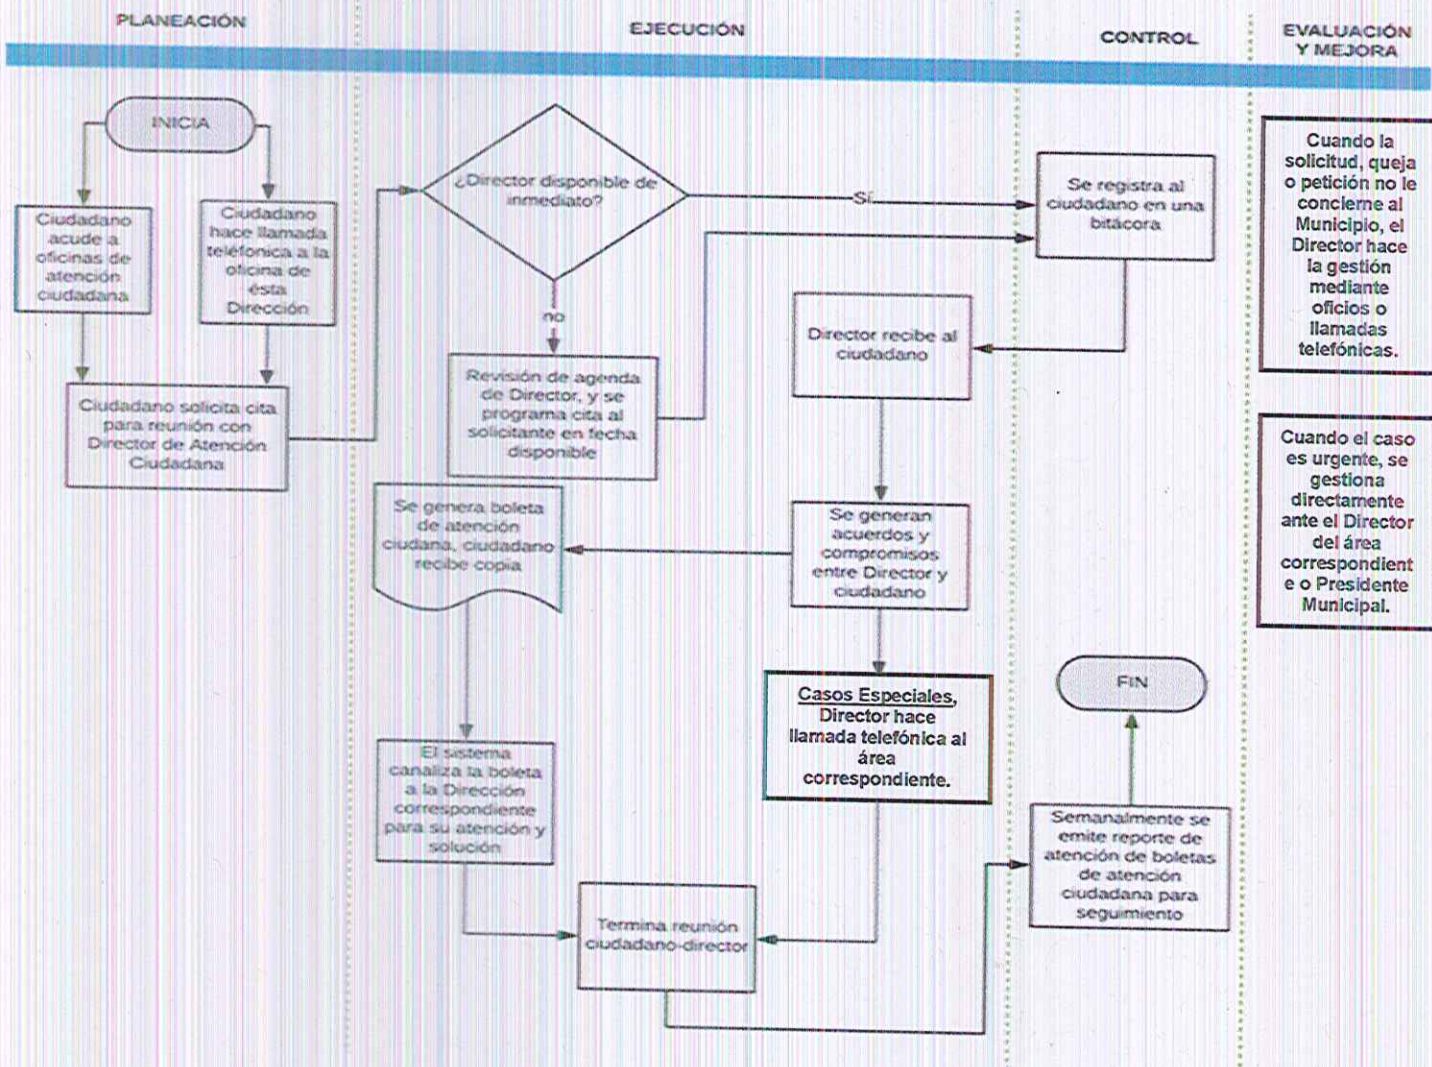 PLANEACIÓN
EJECUCIÓN
CONTROL
EVALUACIÓN
Y MEJORA
INICIA
Ciudadano
acude a
oficinas de
atención
ciudadana
Ciudadano
hace llamada
teléfonica a la
oficina de
ésta
Dirección
Ciudadano solicita cita
para reunión con
Director de Atención
Ciudadana
¿Director disponible de
inmediato?
Sí
no
Revisión de agenda
de Director, y se
programa cita al
solicitante en fecha
disponible
Se registra al
ciudadano en una
bitácora
Director recibe al
ciudadano
Se generan
acuerdos y
compromisos
entre Director y
ciudadano
Se genera boleta
de atención
ciudana, ciudadano
recibe copia
El sistema
canaliza la boleta
a la Dirección
correspondiente
para su atención y
solución
Casos Especiales,
Director hace
llamada telefónica al
área
correspondiente.
Termina reunión
ciudadano-director
Semanalmente se
emite reporte de
atención de boletas
de atención
ciudadana para
seguimiento
FIN
Cuando la
solicitud, queja
o petición no le
concierne al
Municipio, el
Director hace
la gestión
mediante
oficios o
llamadas
telefónicas.
Cuando el caso
es urgente, se
gestiona
directamente
ante el Director
del área
correspondient
e o Presidente
Municipal.